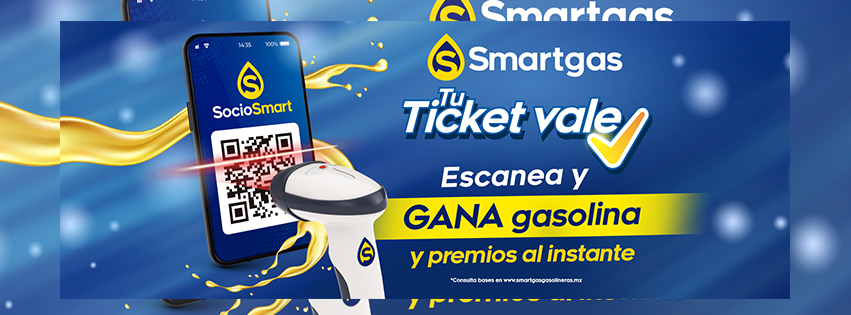 Smartgas
14:35
100%
SocioSmart
Smartgas
Tu
Ticket vale
Escanea y
GANA gasolina
y premios al instante
*Consulta bases en www.smartgasgasolineras.mx